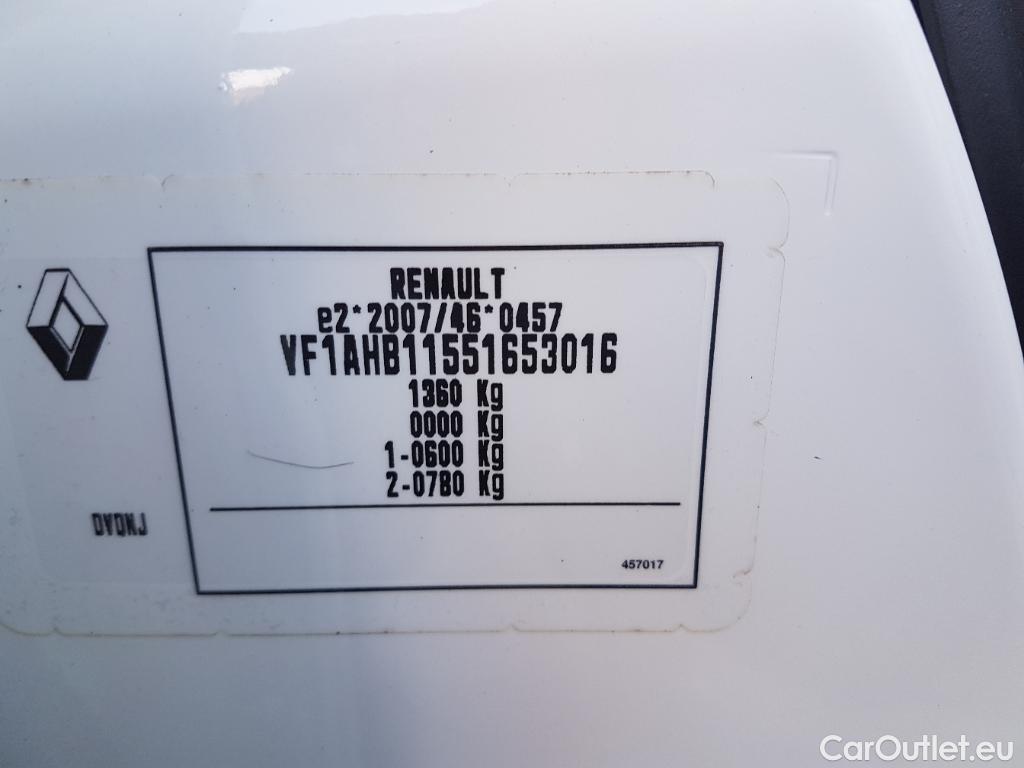 RENAULT
e2*2007/46*0457
VF1AHB11551653016
1360 Kg
0000 Kg
1-0600 Kg
2-0780 Kg
DVDNJ
457017
CarOutlet.eu